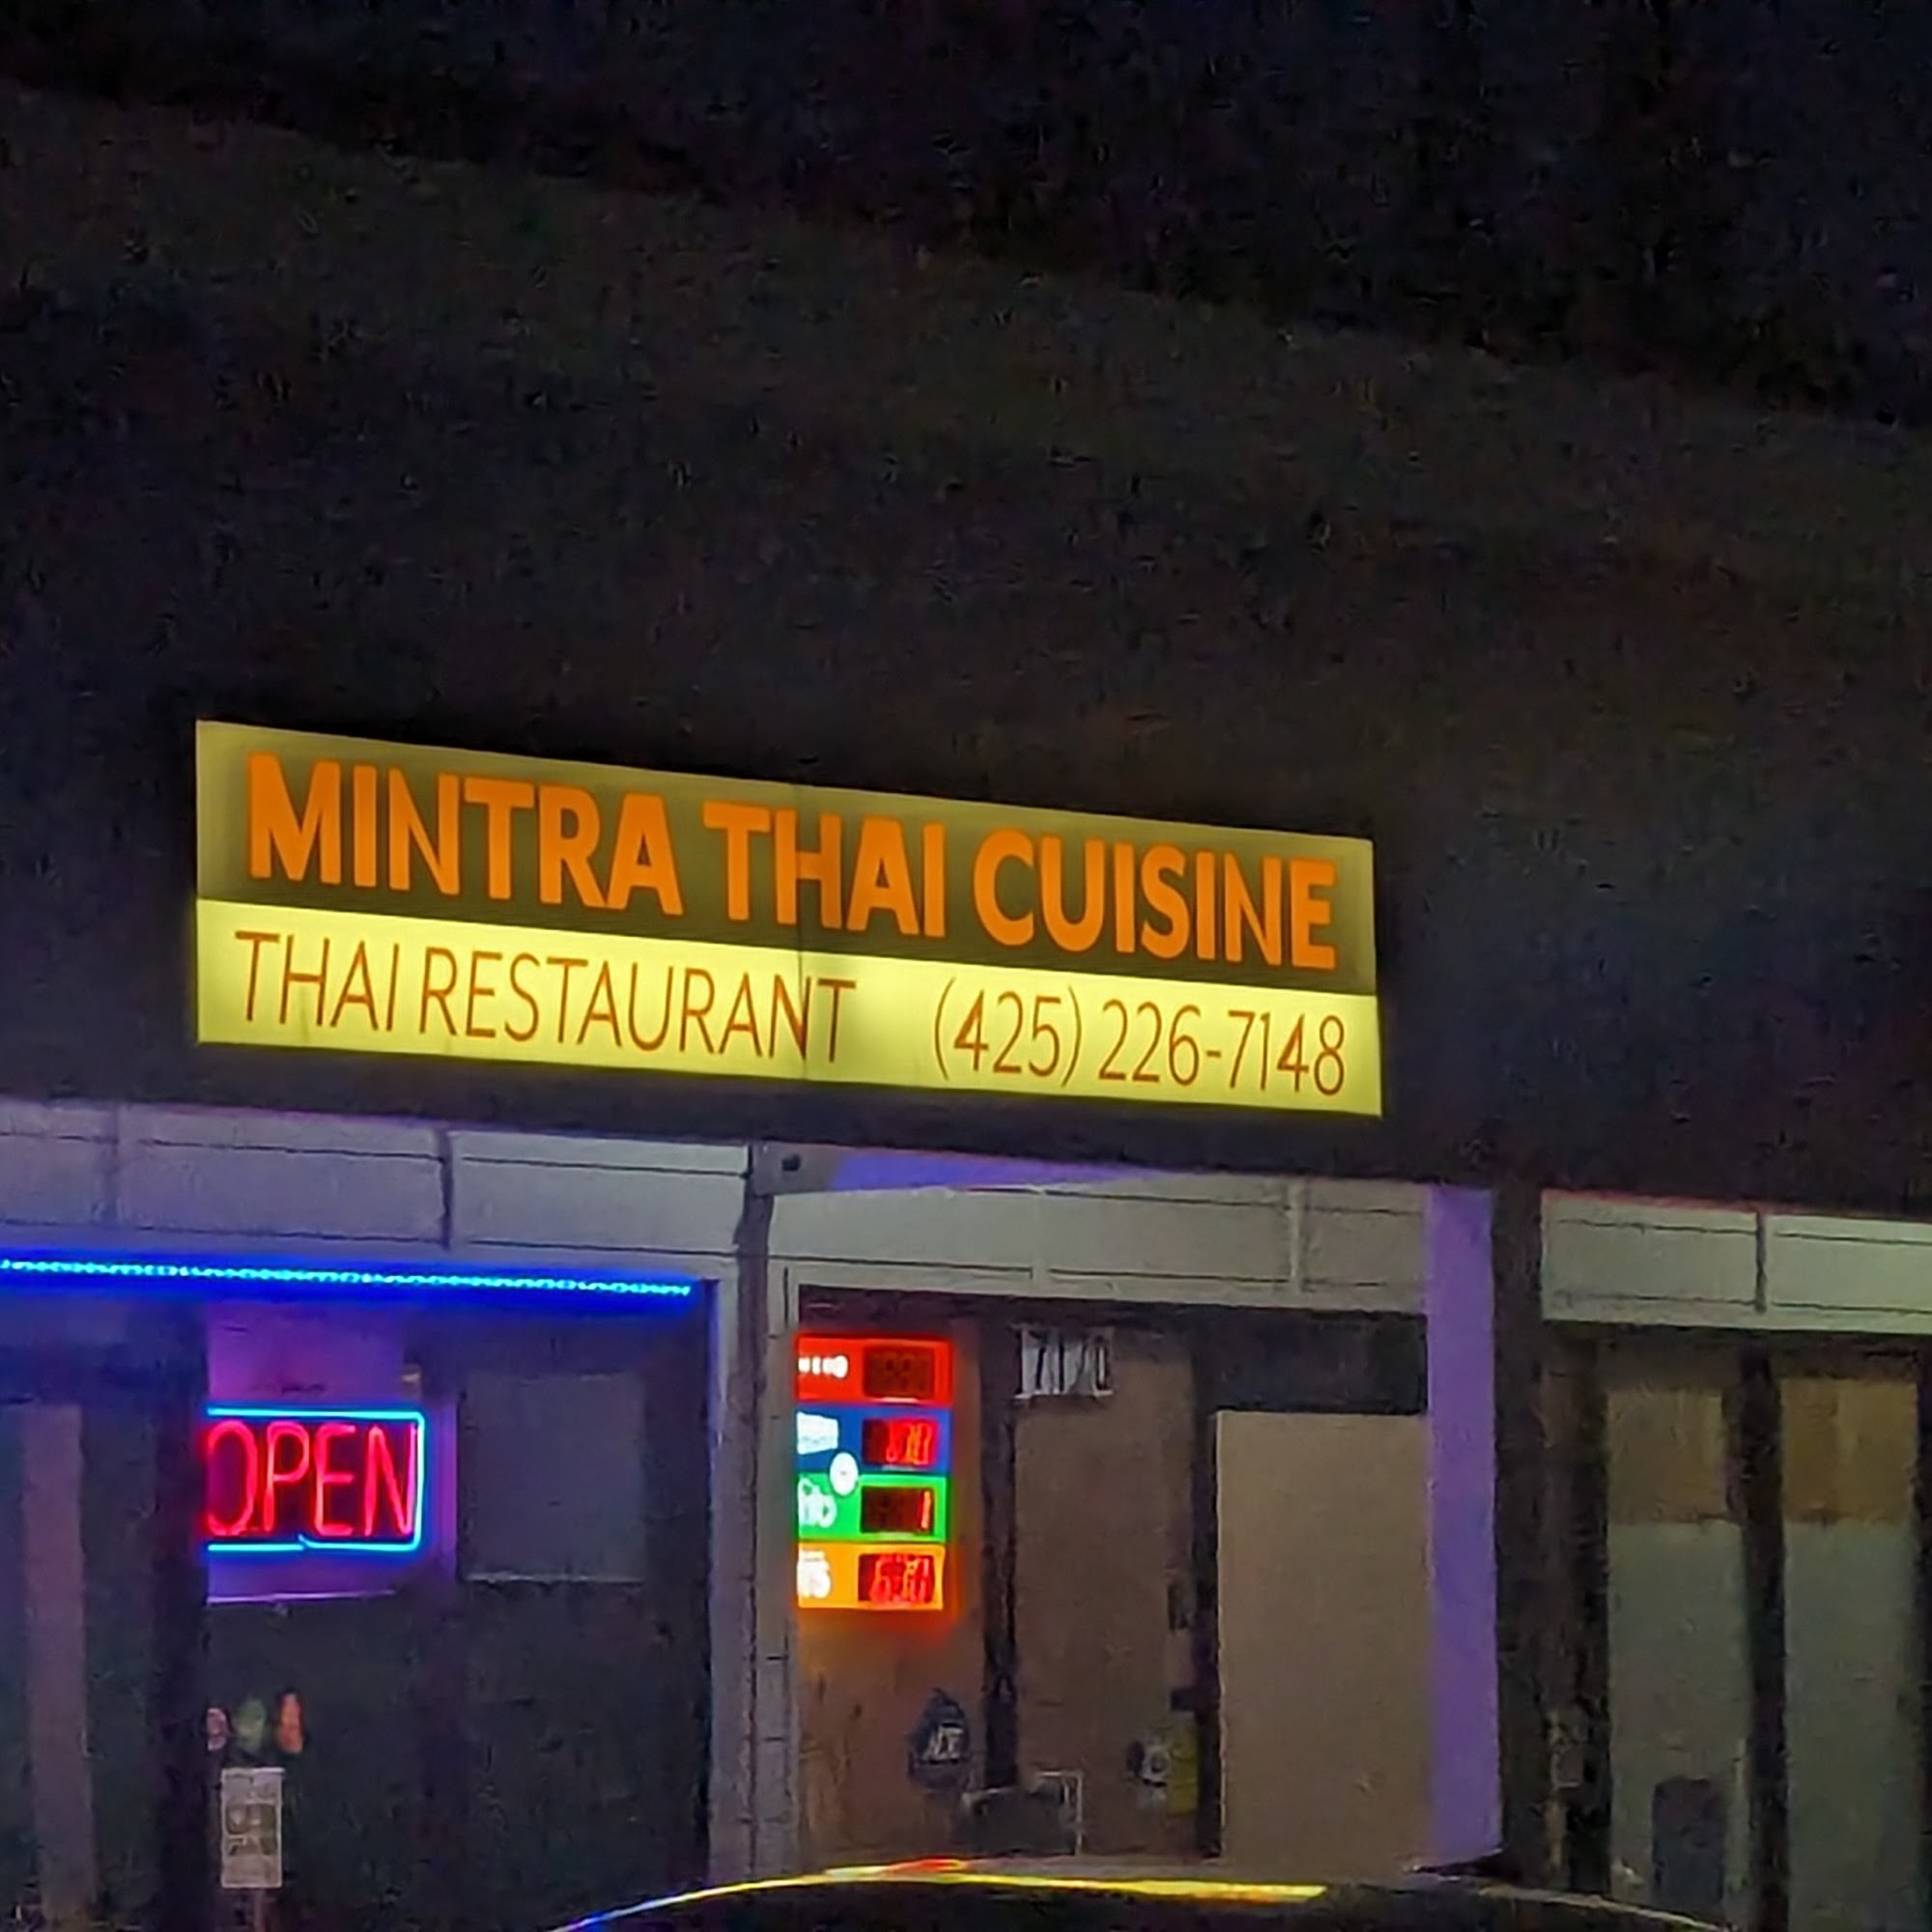 MINTRA THAI CUISINE
THAI RESTAURANT (425) 226-7148
OPEN